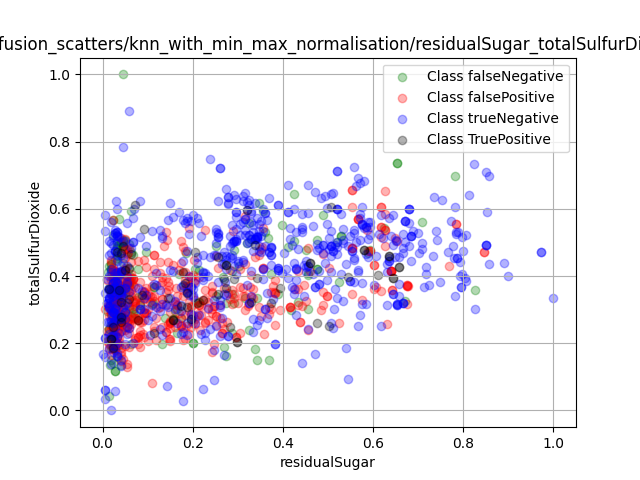 fusion_scatters/knn_with_min_max_normalisation/residualSugar_totalSulfurDi
Class falseNegative
Class falsePositive
Class trueNegative
Class TruePositive
totalSulfurDioxide
1.0
0.8
0.6
0.4
0.2
0.0
0.0 0.2 0.4 0.6 0.8 1.0
residualSugar